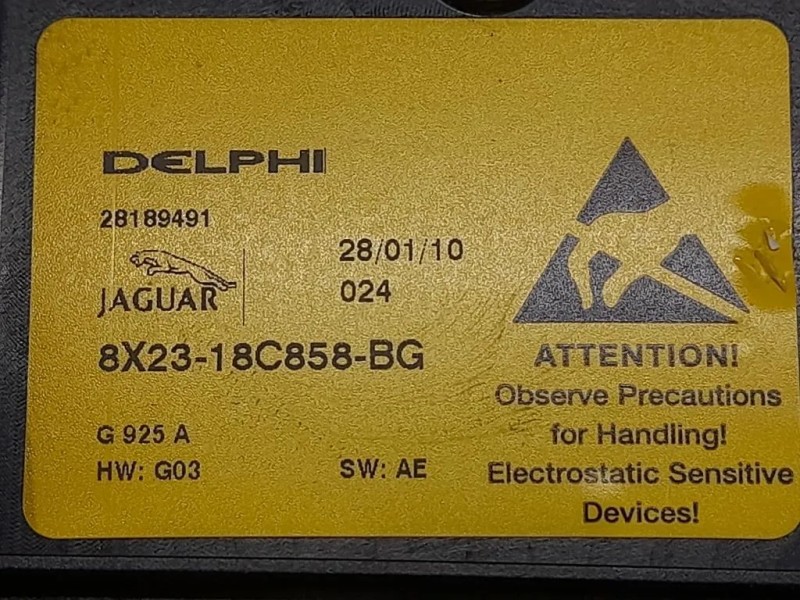 DELPHI
28189491
28/01/10
JAGUAR
024
8X23-18C858-BG
G 925 A
HW: G03
SW: AE
ATTENTION!
Observe Precautions
for Handling!
Electrostatic Sensitive
Devices!